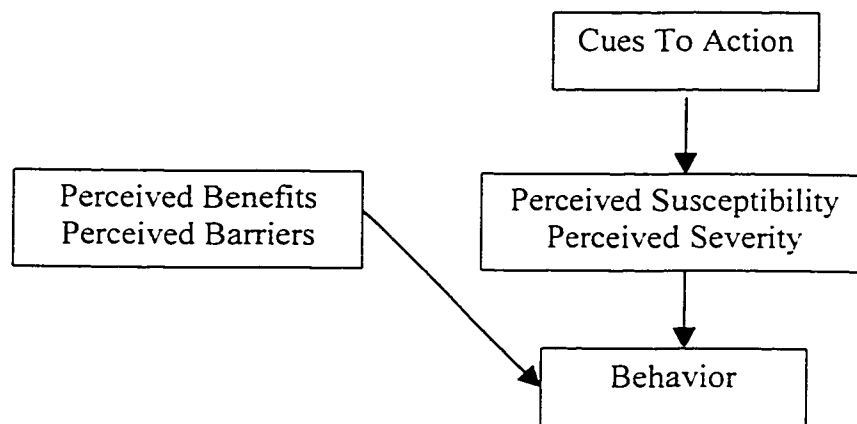 Cues To Action
Perceived Benefits
Perceived Barriers
Perceived Susceptibility
Perceived Severity
Behavior